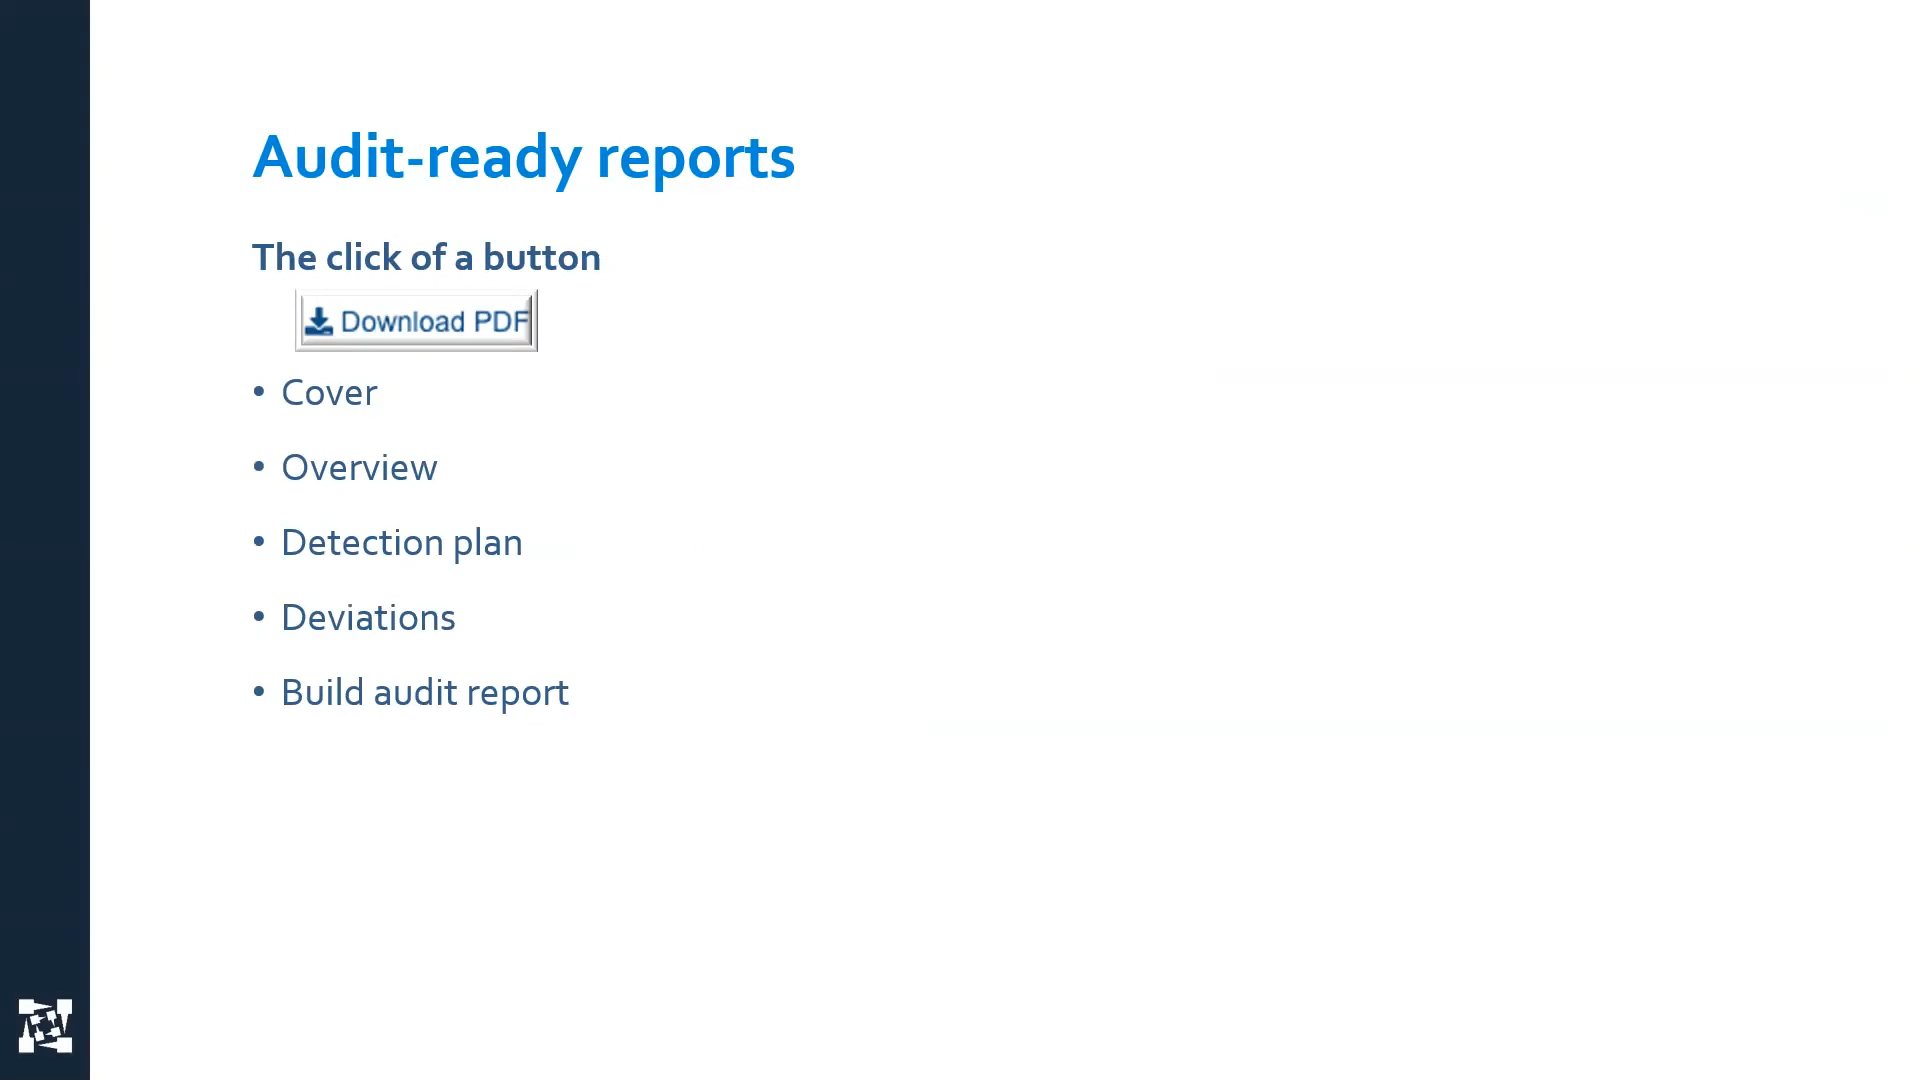 Audit-ready reports
The click of a button
Download PDF
• Cover
• Overview
• Detection plan
• Deviations
• Build audit report